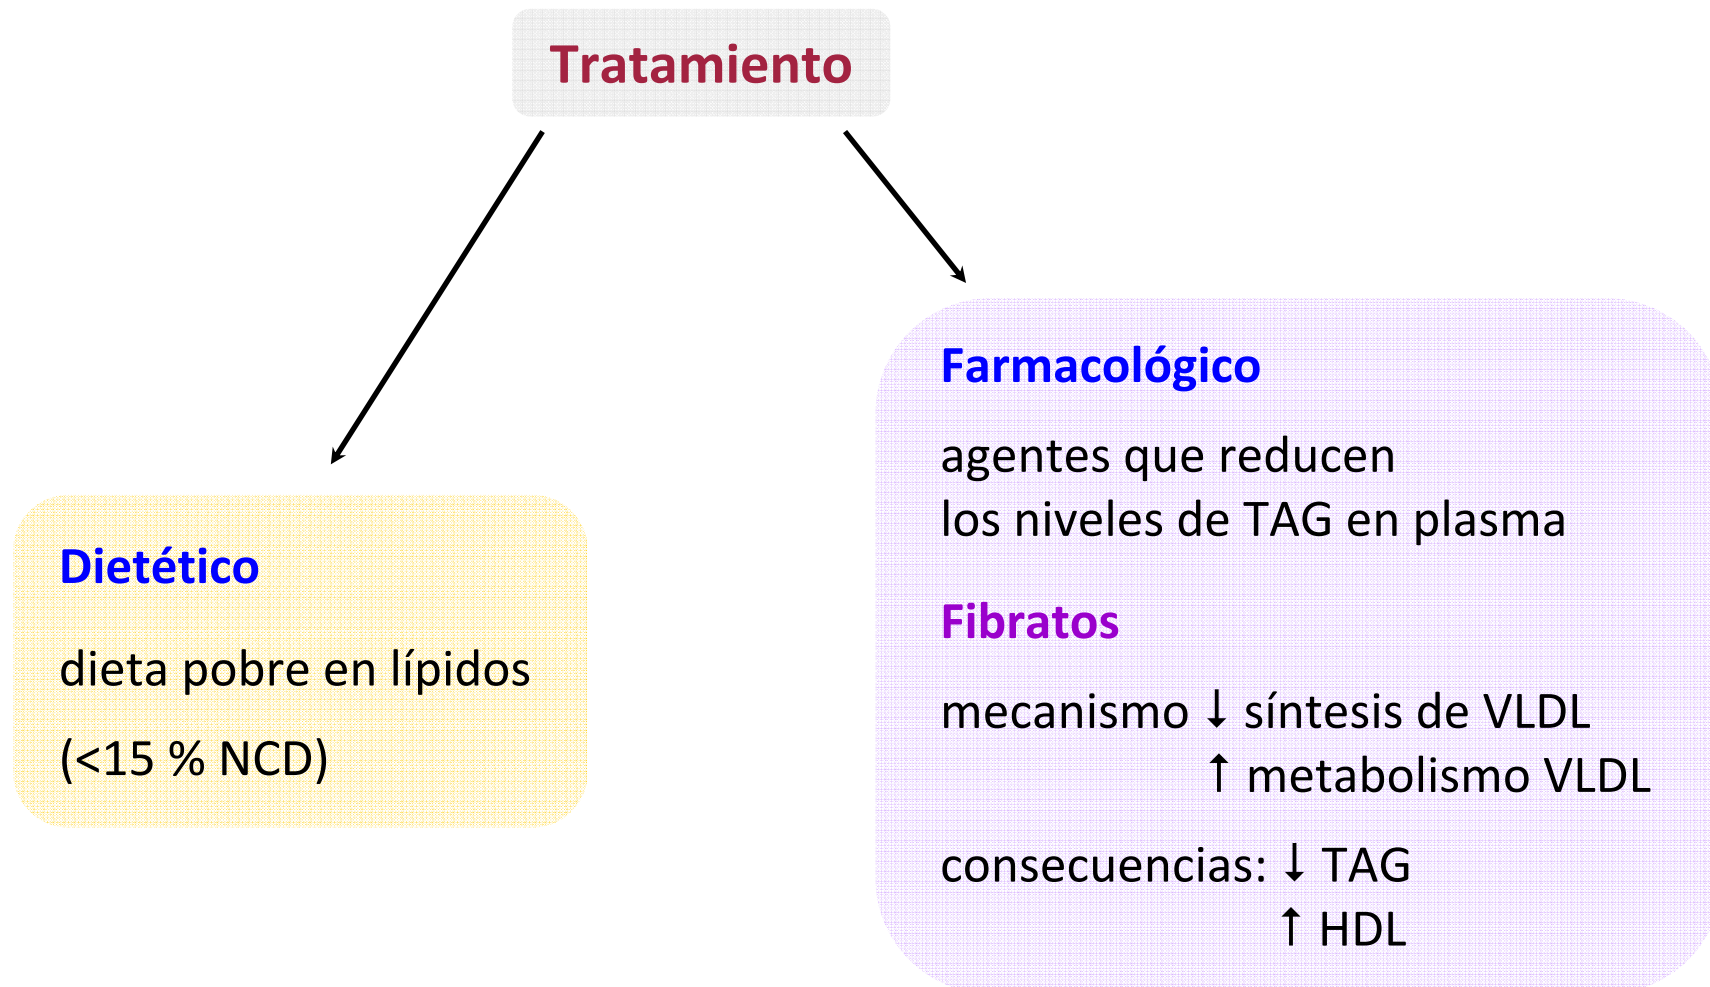 Tratamiento
Dietético
dieta pobre en lípidos
(<15 % NCD)
Farmacológico
agentes que reducen
los niveles de TAG en plasma
Fibratos
mecanismo ↓ síntesis de VLDL
↑ metabolismo VLDL
consecuencias: ↓ TAG
↑ HDL